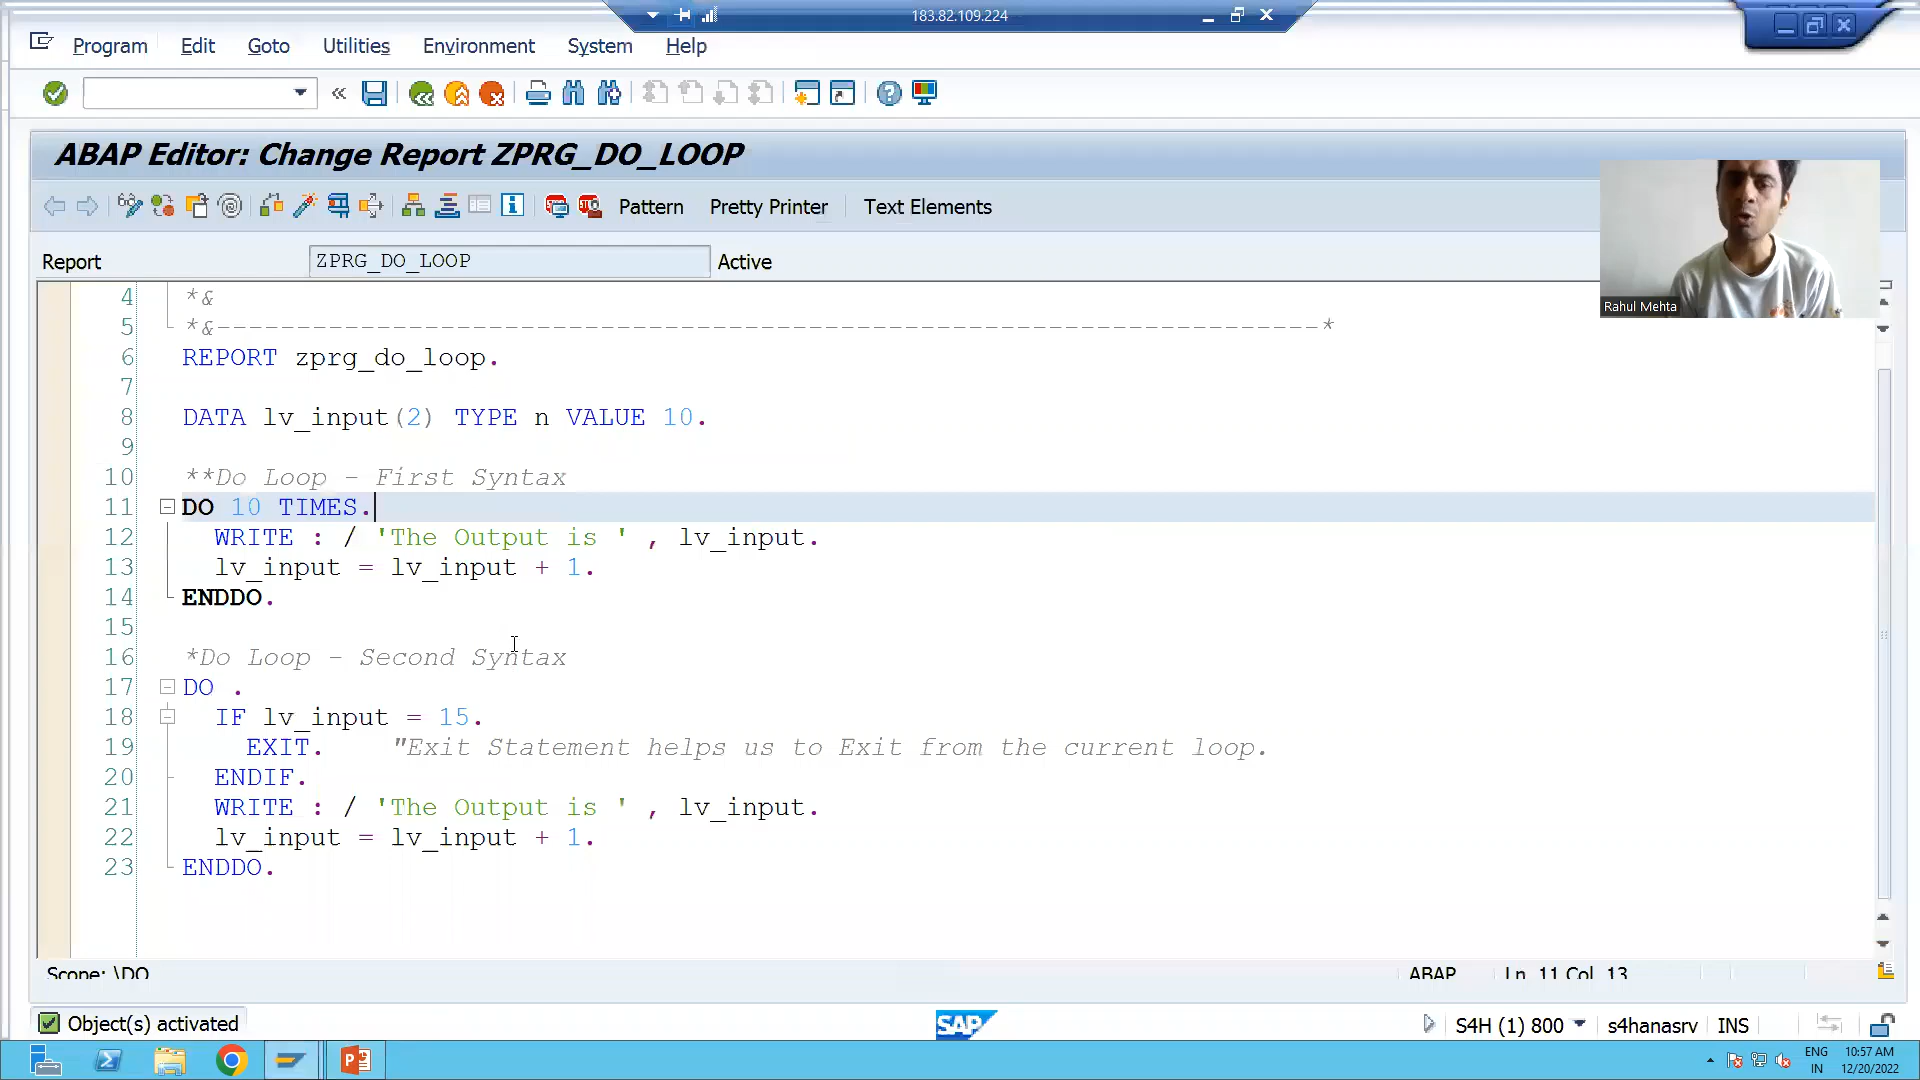 183.82.109.224
Program Edit Goto Utilities Environment System Help
ABAP Editor: Change Report ZPRG_DO_LOOP
Pattern Pretty Printer Text Elements
Report ZPRG_DO_LOOP Active
Rahul Mehta
4 *&
5 *&---------------------------------------------------------------------*
6 REPORT zprg_do_loop.
7
8 DATA lv_input(2) TYPE n VALUE 10.
9
10 **Do Loop - First Syntax
11 DO 10 TIMES.
12 WRITE : / 'The Output is ' , lv_input.
13 lv_input = lv_input + 1.
14 ENDDO.
15
16 *Do Loop - Second Syntax
17 DO .
18 IF lv_input = 15.
19 EXIT. "Exit Statement helps us to Exit from the current loop.
20 ENDIF.
21 WRITE : / 'The Output is ' , lv_input.
22 lv_input = lv_input + 1.
23 ENDDO.
Scope: \DO ABAP Ln 11 Col 13
Object(s) activated SAP S4H (1) 800 s4hanasrv INS
ENG 10:57 AM
IN 12/20/2022